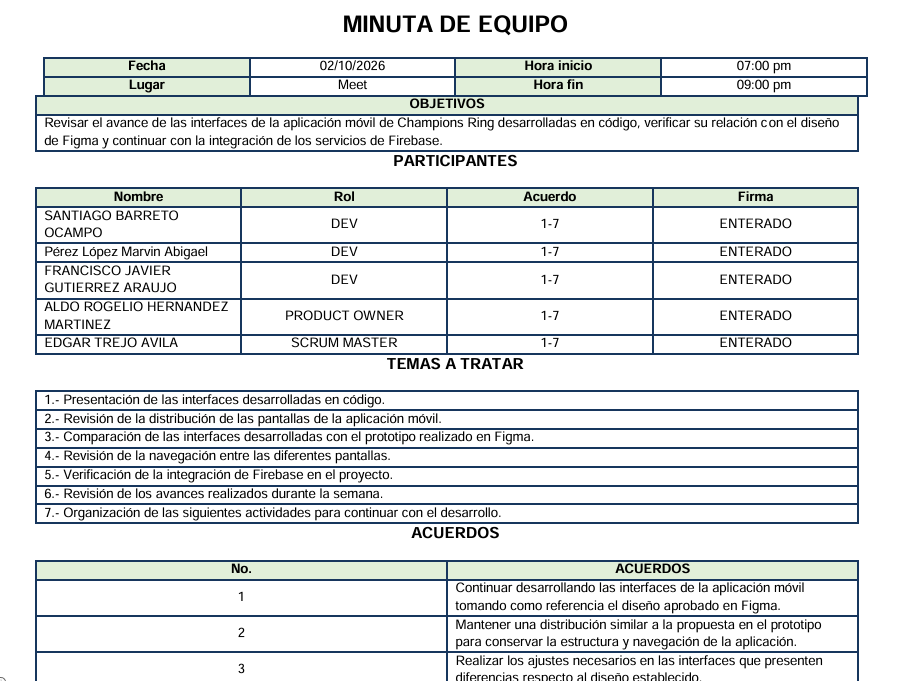 MINUTA DE EQUIPO
Fecha 02/10/2026 Hora inicio 07:00 pm
Lugar Meet Hora fin 09:00 pm
OBJETIVOS
Revisar el avance de las interfaces de la aplicación móvil de Champions Ring desarrolladas en código, verificar su relación con el diseño
de Figma y continuar con la integración de los servicios de Firebase.
PARTICIPANTES
Nombre Rol Acuerdo Firma
SANTIAGO BARRETO
OCAMPO DEV 1-7 ENTERADO
Pérez López Marvin Abigael DEV 1-7 ENTERADO
FRANCISCO JAVIER
GUTIERREZ ARAUJO DEV 1-7 ENTERADO
ALDO ROGELIO HERNANDEZ
MARTINEZ PRODUCT OWNER 1-7 ENTERADO
EDGAR TREJO AVILA SCRUM MASTER 1-7 ENTERADO
TEMAS A TRATAR
1.- Presentación de las interfaces desarrolladas en código.
2.- Revisión de la distribución de las pantallas de la aplicación móvil.
3.- Comparación de las interfaces desarrolladas con el prototipo realizado en Figma.
4.- Revisión de la navegación entre las diferentes pantallas.
5.- Verificación de la integración de Firebase en el proyecto.
6.- Revisión de los avances realizados durante la semana.
7.- Organización de las siguientes actividades para continuar con el desarrollo.
ACUERDOS
No. ACUERDOS
1 Continuar desarrollando las interfaces de la aplicación móvil
tomando como referencia el diseño aprobado en Figma.
2 Mantener una distribución similar a la propuesta en el prototipo
para conservar la estructura y navegación de la aplicación.
3 Realizar los ajustes necesarios en las interfaces que presenten
diferencias respecto al diseño establecido.